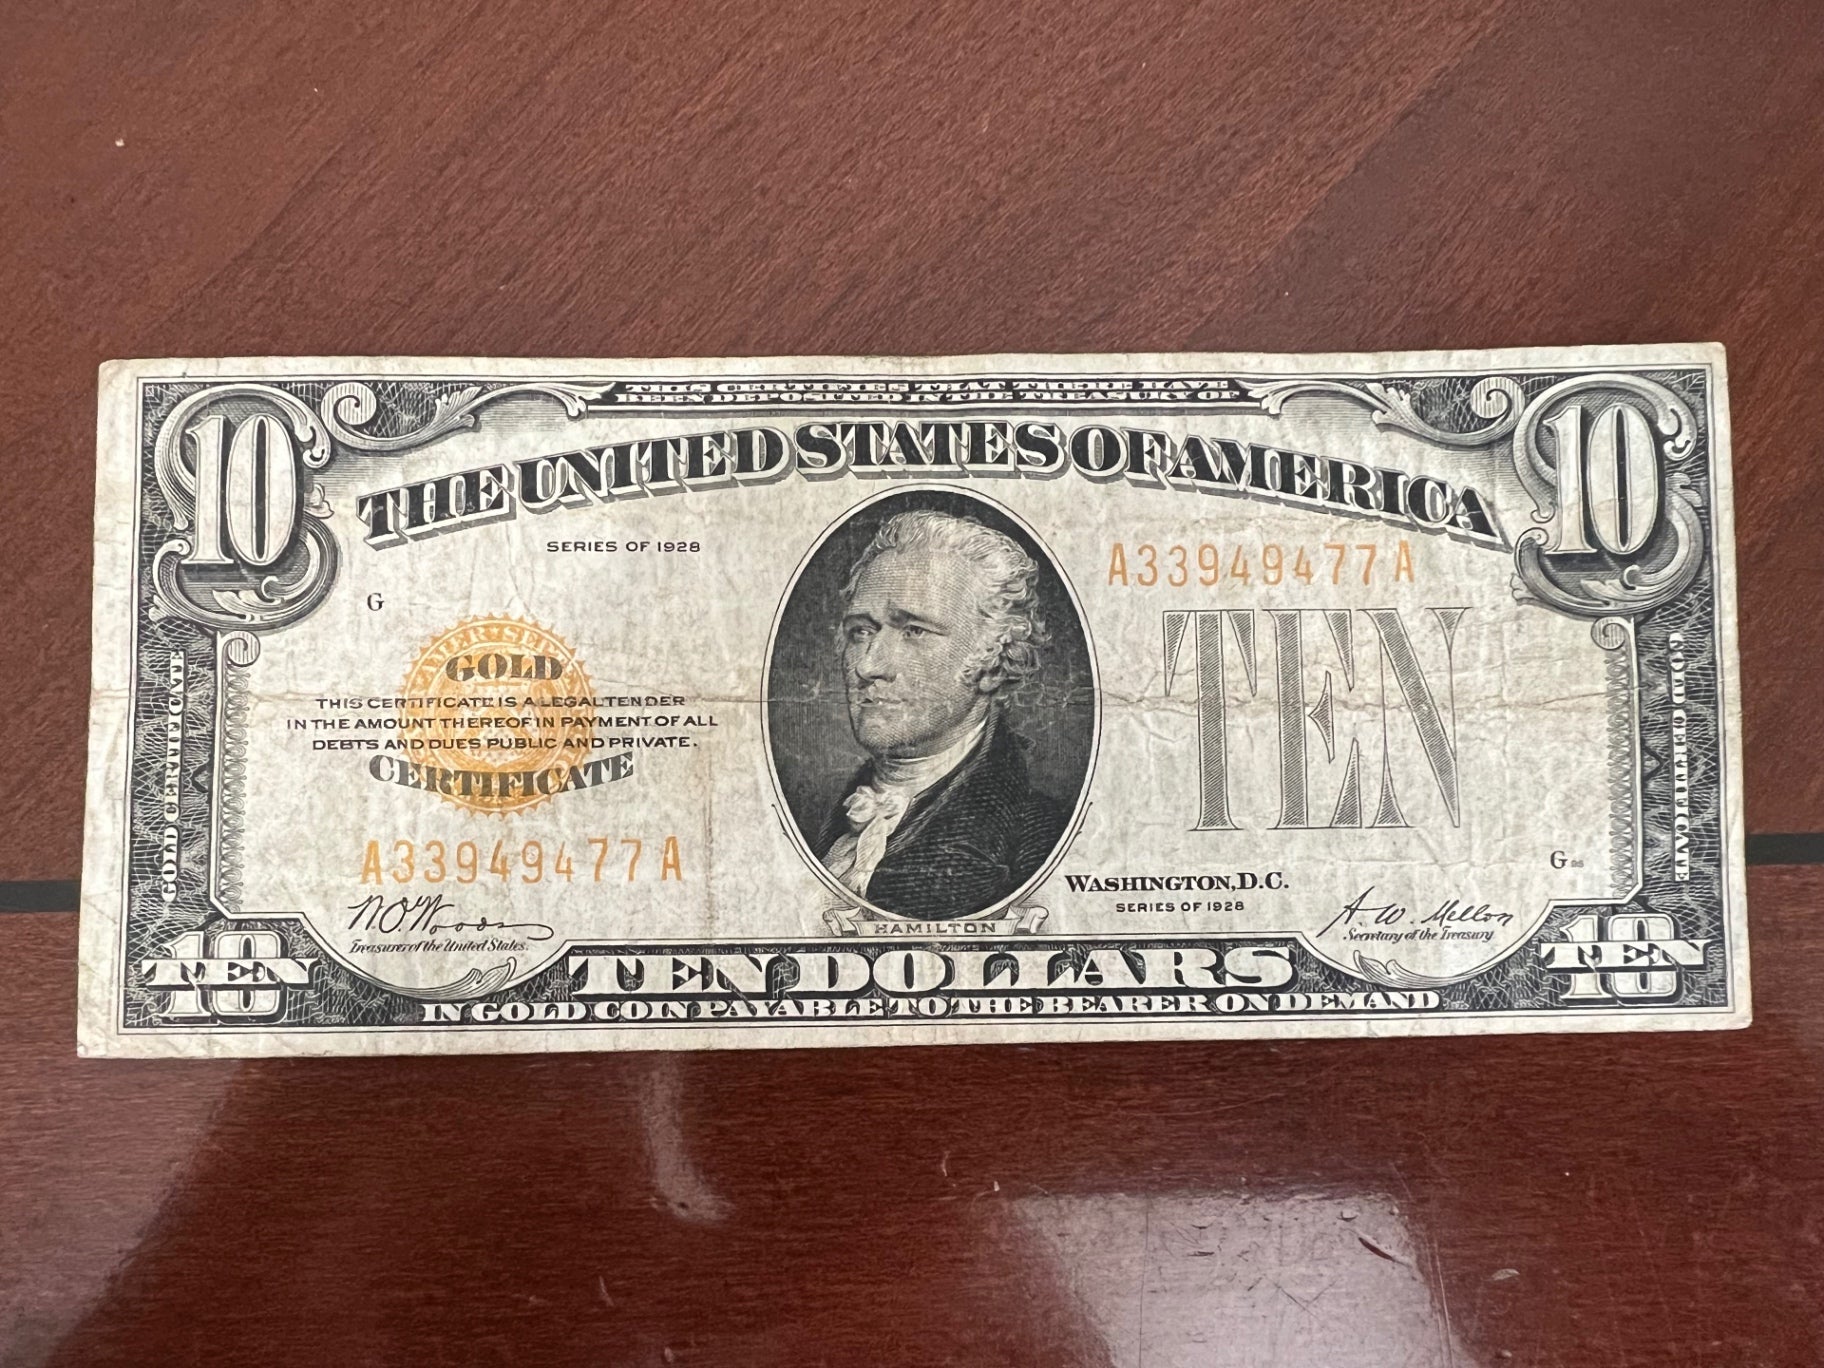 THIS CERTIFIES THAT THERE HAVE
BEEN DEPOSITED IN THE TREASURY OF
10
10
THE UNITED STATES OF AMERICA
SERIES OF 1928
A33949477A
G
TEN
GOLD
THIS CERTIFICATE IS A LEGAL TENDER
IN THE AMOUNT THEREOF IN PAYMENT OF ALL
DEBTS AND DUES PUBLIC AND PRIVATE.
CERTIFICATE
GOLD CERTIFICATE
GOLD CERTIFICATE
A33949477A
G
WASHINGTON, D.C.
SERIES OF 1928
W.O. Woods
Treasurer of the United States.
A. W. Mellon
Secretary of the Treasury
HAMILTON
TEN
10
TEN DOLLARS
TEN
10
IN GOLD COIN PAYABLE TO THE BEARER ON DEMAND